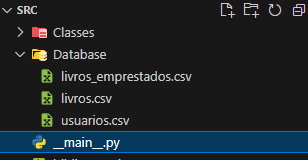 SRC
Classes
Database
livros_emprestados.csv
livros.csv
usuarios.csv
__main__.py